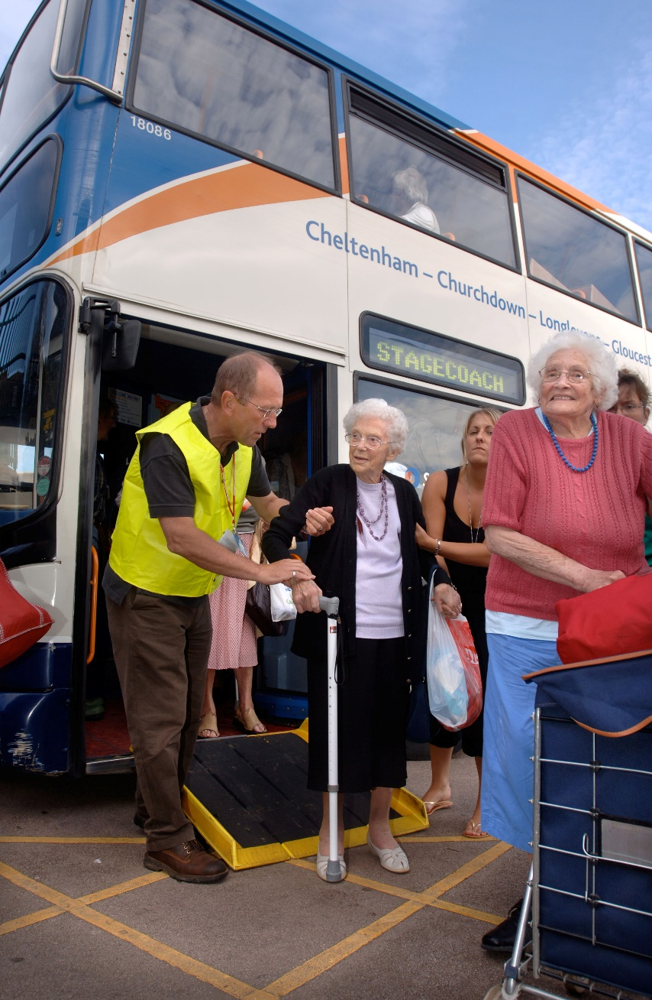 18086
Cheltenham – Churchdown – Longlevens – Gloucest
STAGECOACH